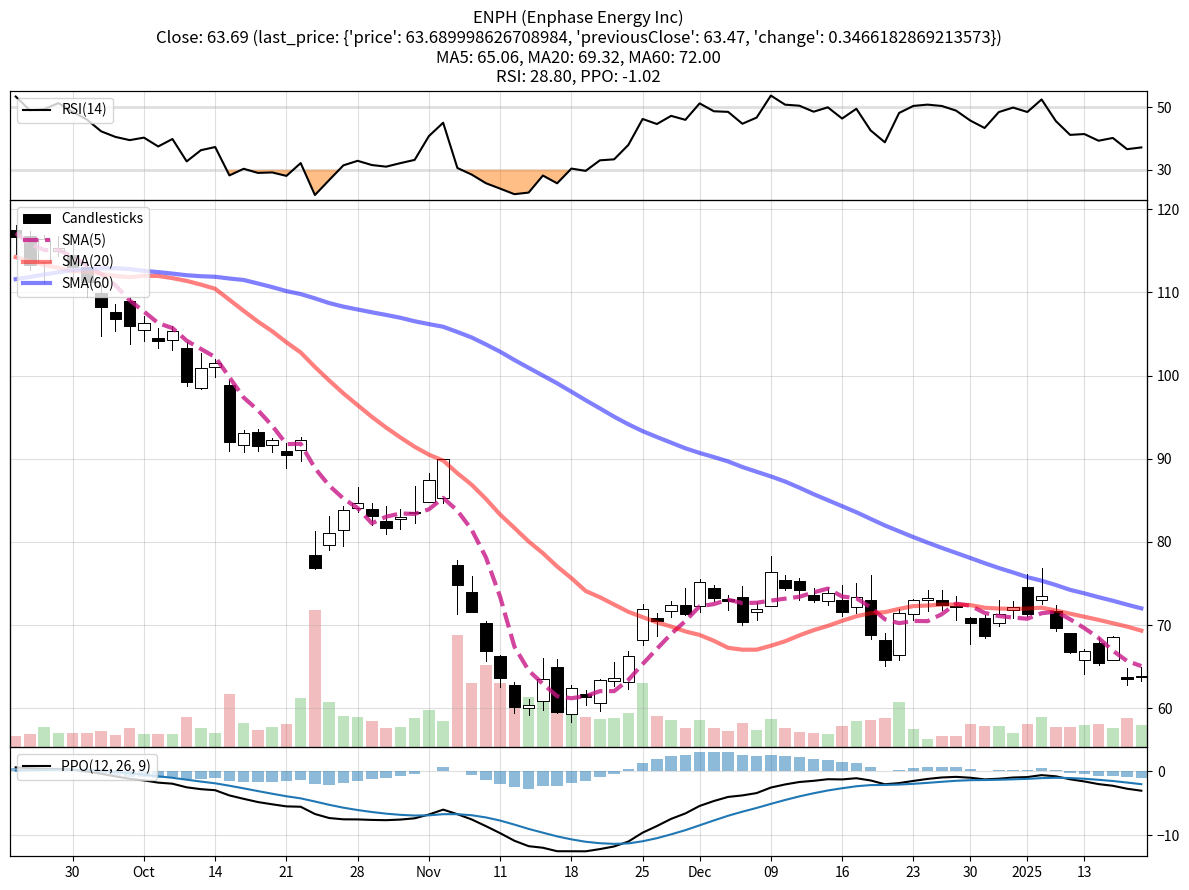 ENPH (Enphase Energy Inc)
Close: 63.69 (last_price: {'price': 63.689998626708984, 'previousClose': 63.47, 'change': 0.3466182869213573})
MA5: 65.06, MA20: 69.32, MA60: 72.00
RSI: 28.80, PPO: -1.02
RSI(14)
50
30
Candlesticks
SMA(5)
SMA(20)
SMA(60)
120
110
100
90
80
70
60
PPO(12, 26, 9)
0
−10
30 Oct 14 21 28 Nov 11 18 25 Dec 09 16 23 30 2025 13